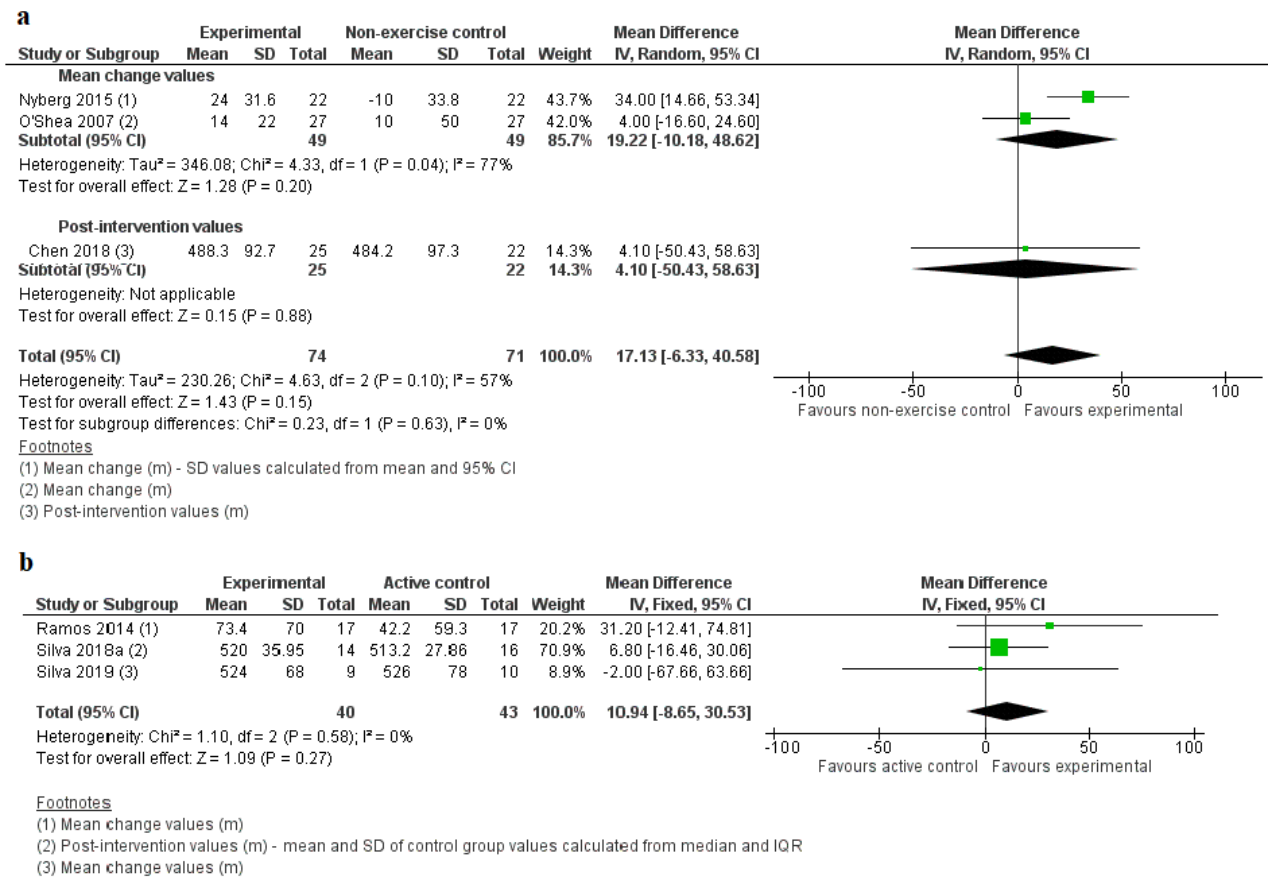 a
Experimental Non-exercise control Mean Difference Mean Difference
Study or Subgroup Mean SD Total Mean SD Total Weight IV, Random, 95% CI IV, Random, 95% CI
Mean change values
Nyberg 2015 (1) 24 31.6 22 -10 33.8 22 43.7% 34.00 [14.66, 53.34]
O'Shea 2007 (2) 14 22 27 10 50 27 42.0% 4.00 [-16.60, 24.60]
Subtotal (95% CI) 49 49 85.7% 19.22 [-10.18, 48.62]
Heterogeneity: Tau² = 346.08; Chi² = 4.33, df = 1 (P = 0.04); I² = 77%
Test for overall effect: Z = 1.28 (P = 0.20)
Post-intervention values
Chen 2018 (3) 488.3 92.7 25 484.2 97.3 22 14.3% 4.10 [-50.43, 58.63]
Subtotal (95% CI) 25 22 14.3% 4.10 [-50.43, 58.63]
Heterogeneity: Not applicable
Test for overall effect: Z = 0.15 (P = 0.88)
Total (95% CI) 74 71 100.0% 17.13 [-6.33, 40.58]
Heterogeneity: Tau² = 230.26; Chi² = 4.63, df = 2 (P = 0.10); I² = 57%
Test for overall effect: Z = 1.43 (P = 0.15)
Test for subgroup differences: Chi² = 0.23, df = 1 (P = 0.63), I² = 0%
-100 -50 0 50 100
Favours non-exercise control Favours experimental
Footnotes
(1) Mean change (m) - SD values calculated from mean and 95% CI
(2) Mean change (m)
(3) Post-intervention values (m)
b
Experimental Active control Mean Difference Mean Difference
Study or Subgroup Mean SD Total Mean SD Total Weight IV, Fixed, 95% CI IV, Fixed, 95% CI
Ramos 2014 (1) 73.4 70 17 42.2 59.3 17 20.2% 31.20 [-12.41, 74.81]
Silva 2018a (2) 520 35.95 14 513.2 27.86 16 70.9% 6.80 [-16.46, 30.06]
Silva 2019 (3) 524 68 9 526 78 10 8.9% -2.00 [-67.66, 63.66]
Total (95% CI) 40 43 100.0% 10.94 [-8.65, 30.53]
Heterogeneity: Chi² = 1.10, df = 2 (P = 0.58); I² = 0%
Test for overall effect: Z = 1.09 (P = 0.27)
-100 -50 0 50 100
Favours active control Favours experimental
Footnotes
(1) Mean change values (m)
(2) Post-intervention values (m) - mean and SD of control group values calculated from median and IQR
(3) Mean change values (m)